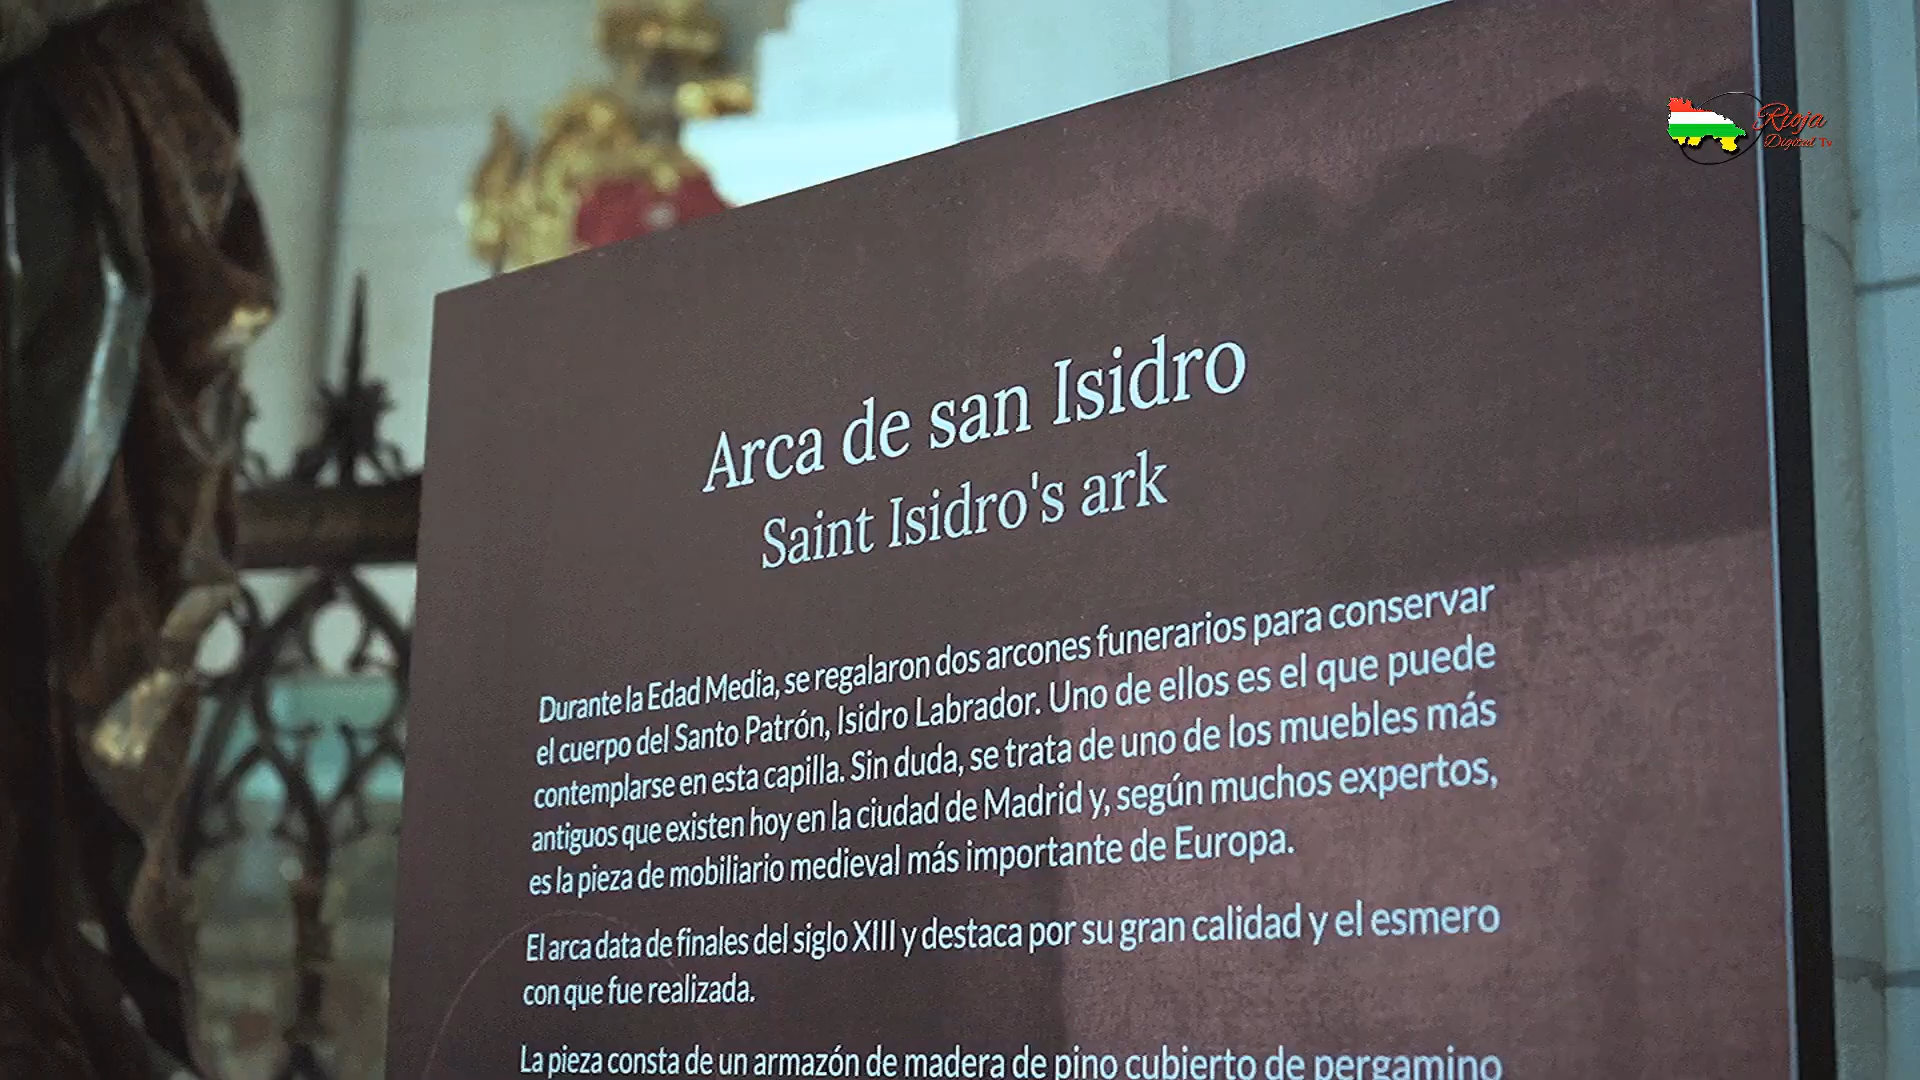 Rioja
Digital Tv
Arca de san Isidro
Saint Isidro's ark
Durante la Edad Media, se regalaron dos arcones funerarios para conservar
el cuerpo del Santo Patrón, Isidro Labrador. Uno de ellos es el que puede
contemplarse en esta capilla. Sin duda, se trata de uno de los muebles más
antiguos que existen hoy en la ciudad de Madrid y, según muchos expertos,
es la pieza de mobiliario medieval más importante de Europa.
El arca data de finales del siglo XIII y destaca por su gran calidad y el esmero
con que fue realizada.
La pieza consta de un armazón de madera de pino cubierto de pergamino